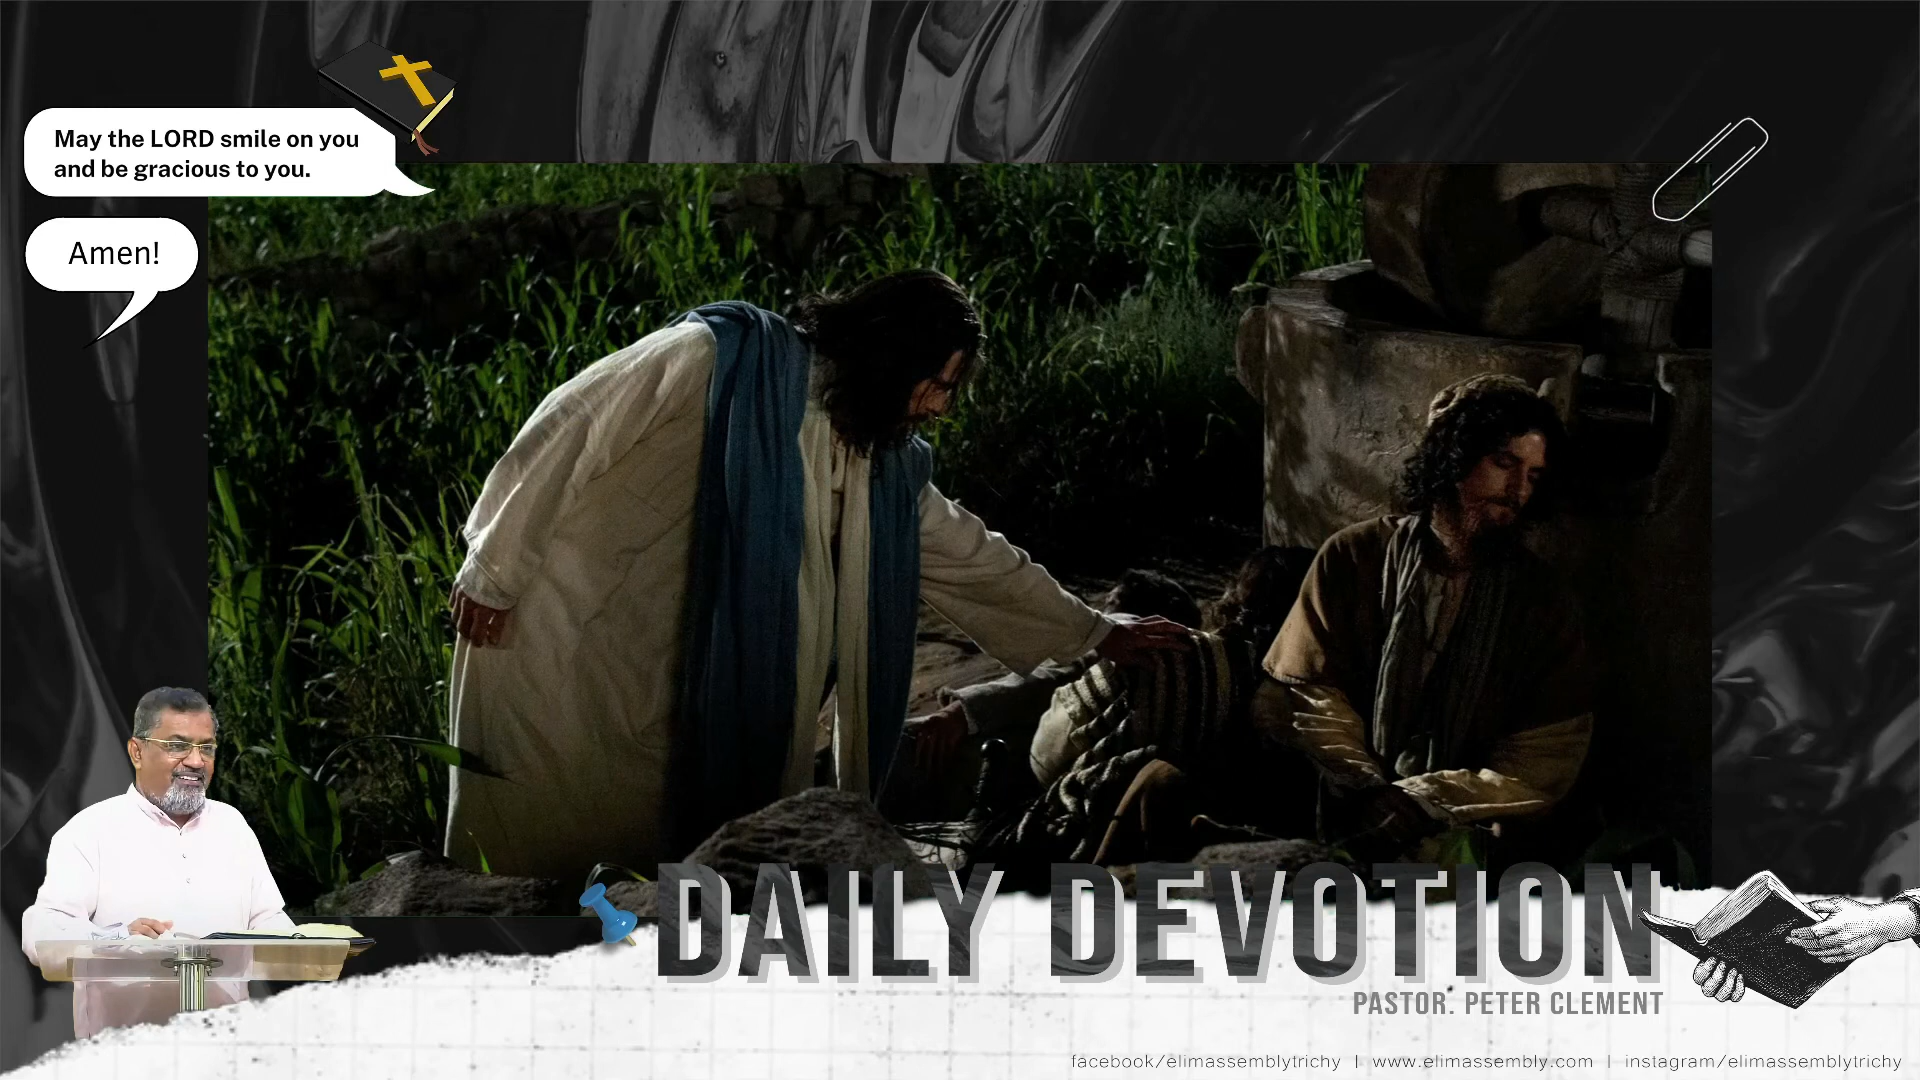 May the LORD smile on you
and be gracious to you.
Amen!
DAILY DEVOTION
PASTOR. PETER CLEMENT
facebook/elimassemblytrichy | www.elimassembly.com | instagram/elimassemblytrichy